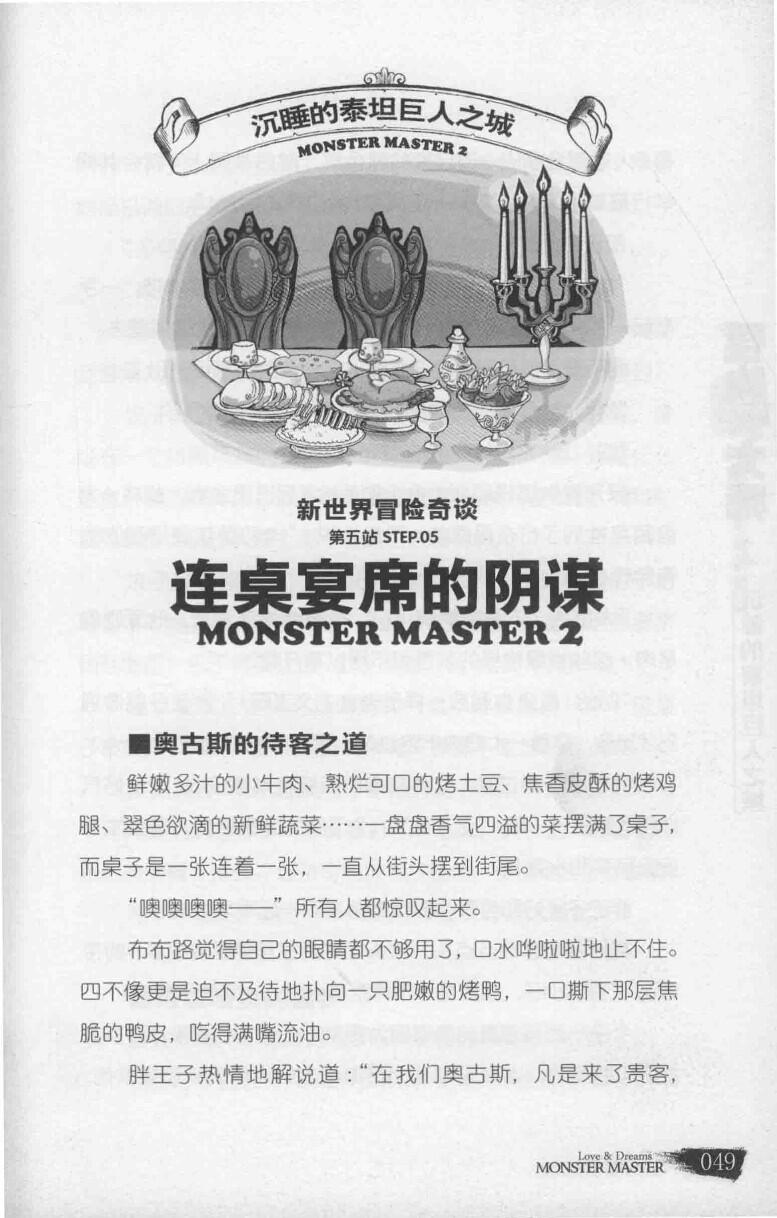 沉睡的泰坦巨人之城
MONSTER MASTER 2
新世界冒险奇谈
第五站 STEP.05
连桌宴席的阴谋
MONSTER MASTER 2
■奥古斯的待客之道
鲜嫩多汁的小牛肉、熟烂可口的烤土豆、焦香皮酥的烤鸡
腿、翠色欲滴的新鲜蔬菜……一盘盘香气四溢的菜摆满了桌子，
而桌子是一张连着一张，一直从街头摆到街尾。
“噢噢噢噢——”所有人都惊叹起来。
布布路觉得自己的眼睛都不够用了，口水哗啦啦地止不住。
四不像更是迫不及待地扑向一只肥嫩的烤鸭，一口撕下那层焦
脆的鸭皮，吃得满嘴流油。
胖王子热情地解说道：“在我们奥古斯，凡是来了贵客，
Love & Dreams
MONSTER MASTER
049